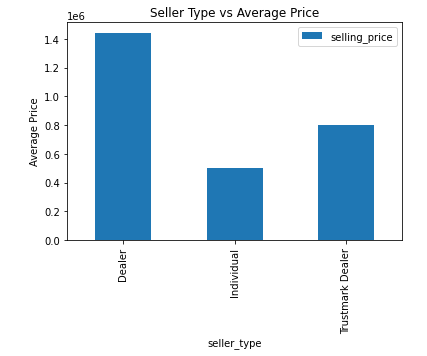 Seller Type vs Average Price
1e6
selling_price
1.4
1.2
1.0
0.8
0.6
0.4
0.2
0.0
Average Price
Dealer
Individual
Trustmark Dealer
seller_type